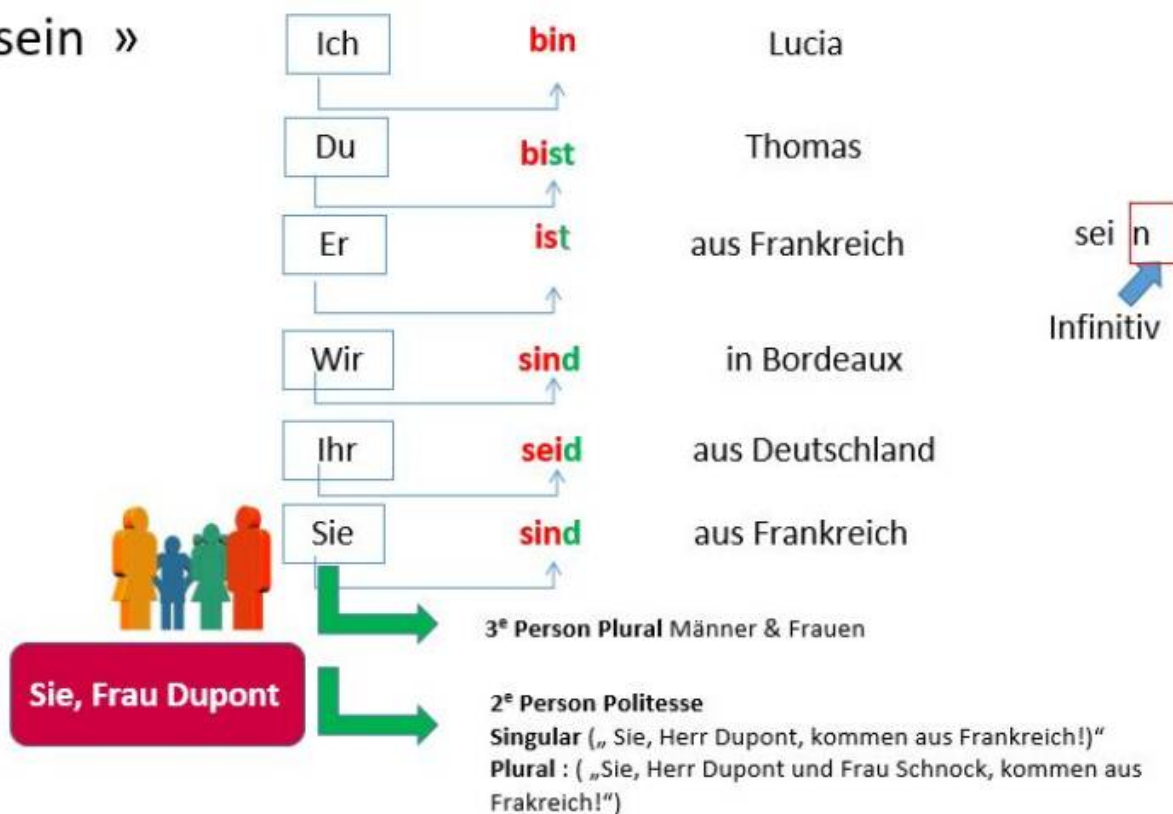 sein »
Ich bin Lucia
Du bist Thomas
Er ist aus Frankreich
sei n
Infinitiv
Wir sind in Bordeaux
Ihr seid aus Deutschland
Sie sind aus Frankreich
3e Person Plural Männer & Frauen
Sie, Frau Dupont
2e Person Politesse
Singular („ Sie, Herr Dupont, kommen aus Frankreich!)“
Plural : ( „Sie, Herr Dupont und Frau Schnock, kommen aus
Frakreich!“)